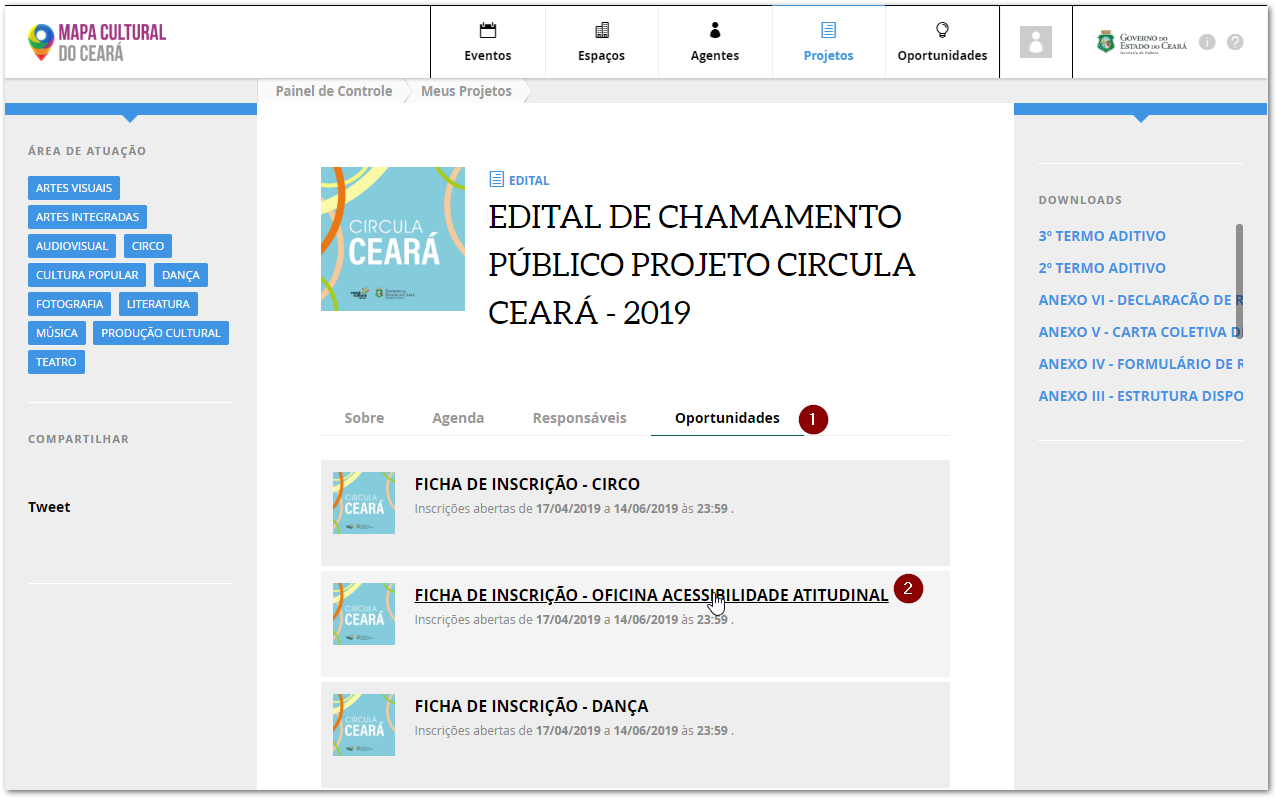 MAPA CULTURAL
DO CEARÁ
Eventos
Espaços
Agentes
Projetos
Oportunidades
GOVERNO DO
ESTADO DO CEARÁ
Secretaria da Cultura
Painel de Controle
Meus Projetos
ÁREA DE ATUAÇÃO
ARTES VISUAIS
ARTES INTEGRADAS
AUDIOVISUAL
CIRCO
CULTURA POPULAR
DANÇA
FOTOGRAFIA
LITERATURA
MÚSICA
PRODUÇÃO CULTURAL
TEATRO
COMPARTILHAR
Tweet
CIRCULA
CEARÁ
EDITAL
EDITAL DE CHAMAMENTO
PÚBLICO PROJETO CIRCULA
CEARÁ - 2019
Sobre
Agenda
Responsáveis
Oportunidades
1
CIRCULA
CEARÁ
FICHA DE INSCRIÇÃO - CIRCO
Inscrições abertas de 17/04/2019 a 14/06/2019 às 23:59 .
CIRCULA
CEARÁ
FICHA DE INSCRIÇÃO - OFICINA ACESSIBILIDADE ATITUDINAL
2
Inscrições abertas de 17/04/2019 a 14/06/2019 às 23:59 .
CIRCULA
CEARÁ
FICHA DE INSCRIÇÃO - DANÇA
Inscrições abertas de 17/04/2019 a 14/06/2019 às 23:59 .
DOWNLOADS
3º TERMO ADITIVO
2º TERMO ADITIVO
ANEXO VI - DECLARACÃO DE R
ANEXO V - CARTA COLETIVA D
ANEXO IV - FORMULÁRIO DE R
ANEXO III - ESTRUTURA DISPO